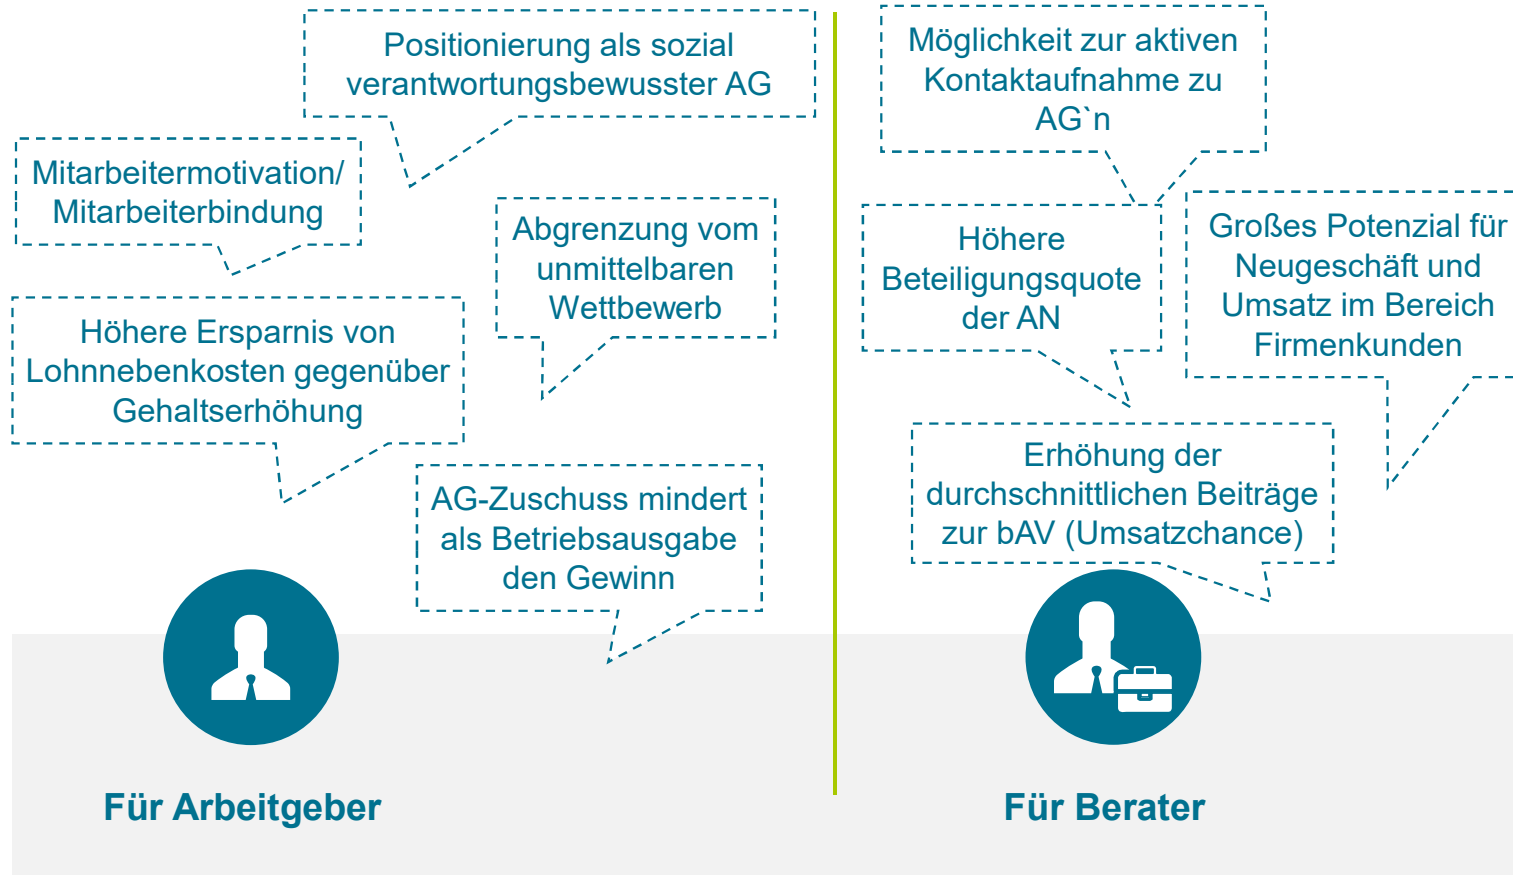 Positionierung als sozial
verantwortungsbewusster AG
Mitarbeitermotivation/
Mitarbeiterbindung
Abgrenzung vom
unmittelbaren
Wettbewerb
Höhere Ersparnis von
Lohnnebenkosten gegenüber
Gehaltserhöhung
AG-Zuschuss mindert
als Betriebsausgabe
den Gewinn
Für Arbeitgeber
Möglichkeit zur aktiven
Kontaktaufnahme zu
AG`n
Höhere
Beteiligungsquote
der AN
Großes Potenzial für
Neugeschäft und
Umsatz im Bereich
Firmenkunden
Erhöhung der
durchschnittlichen Beiträge
zur bAV (Umsatzchance)
Für Berater